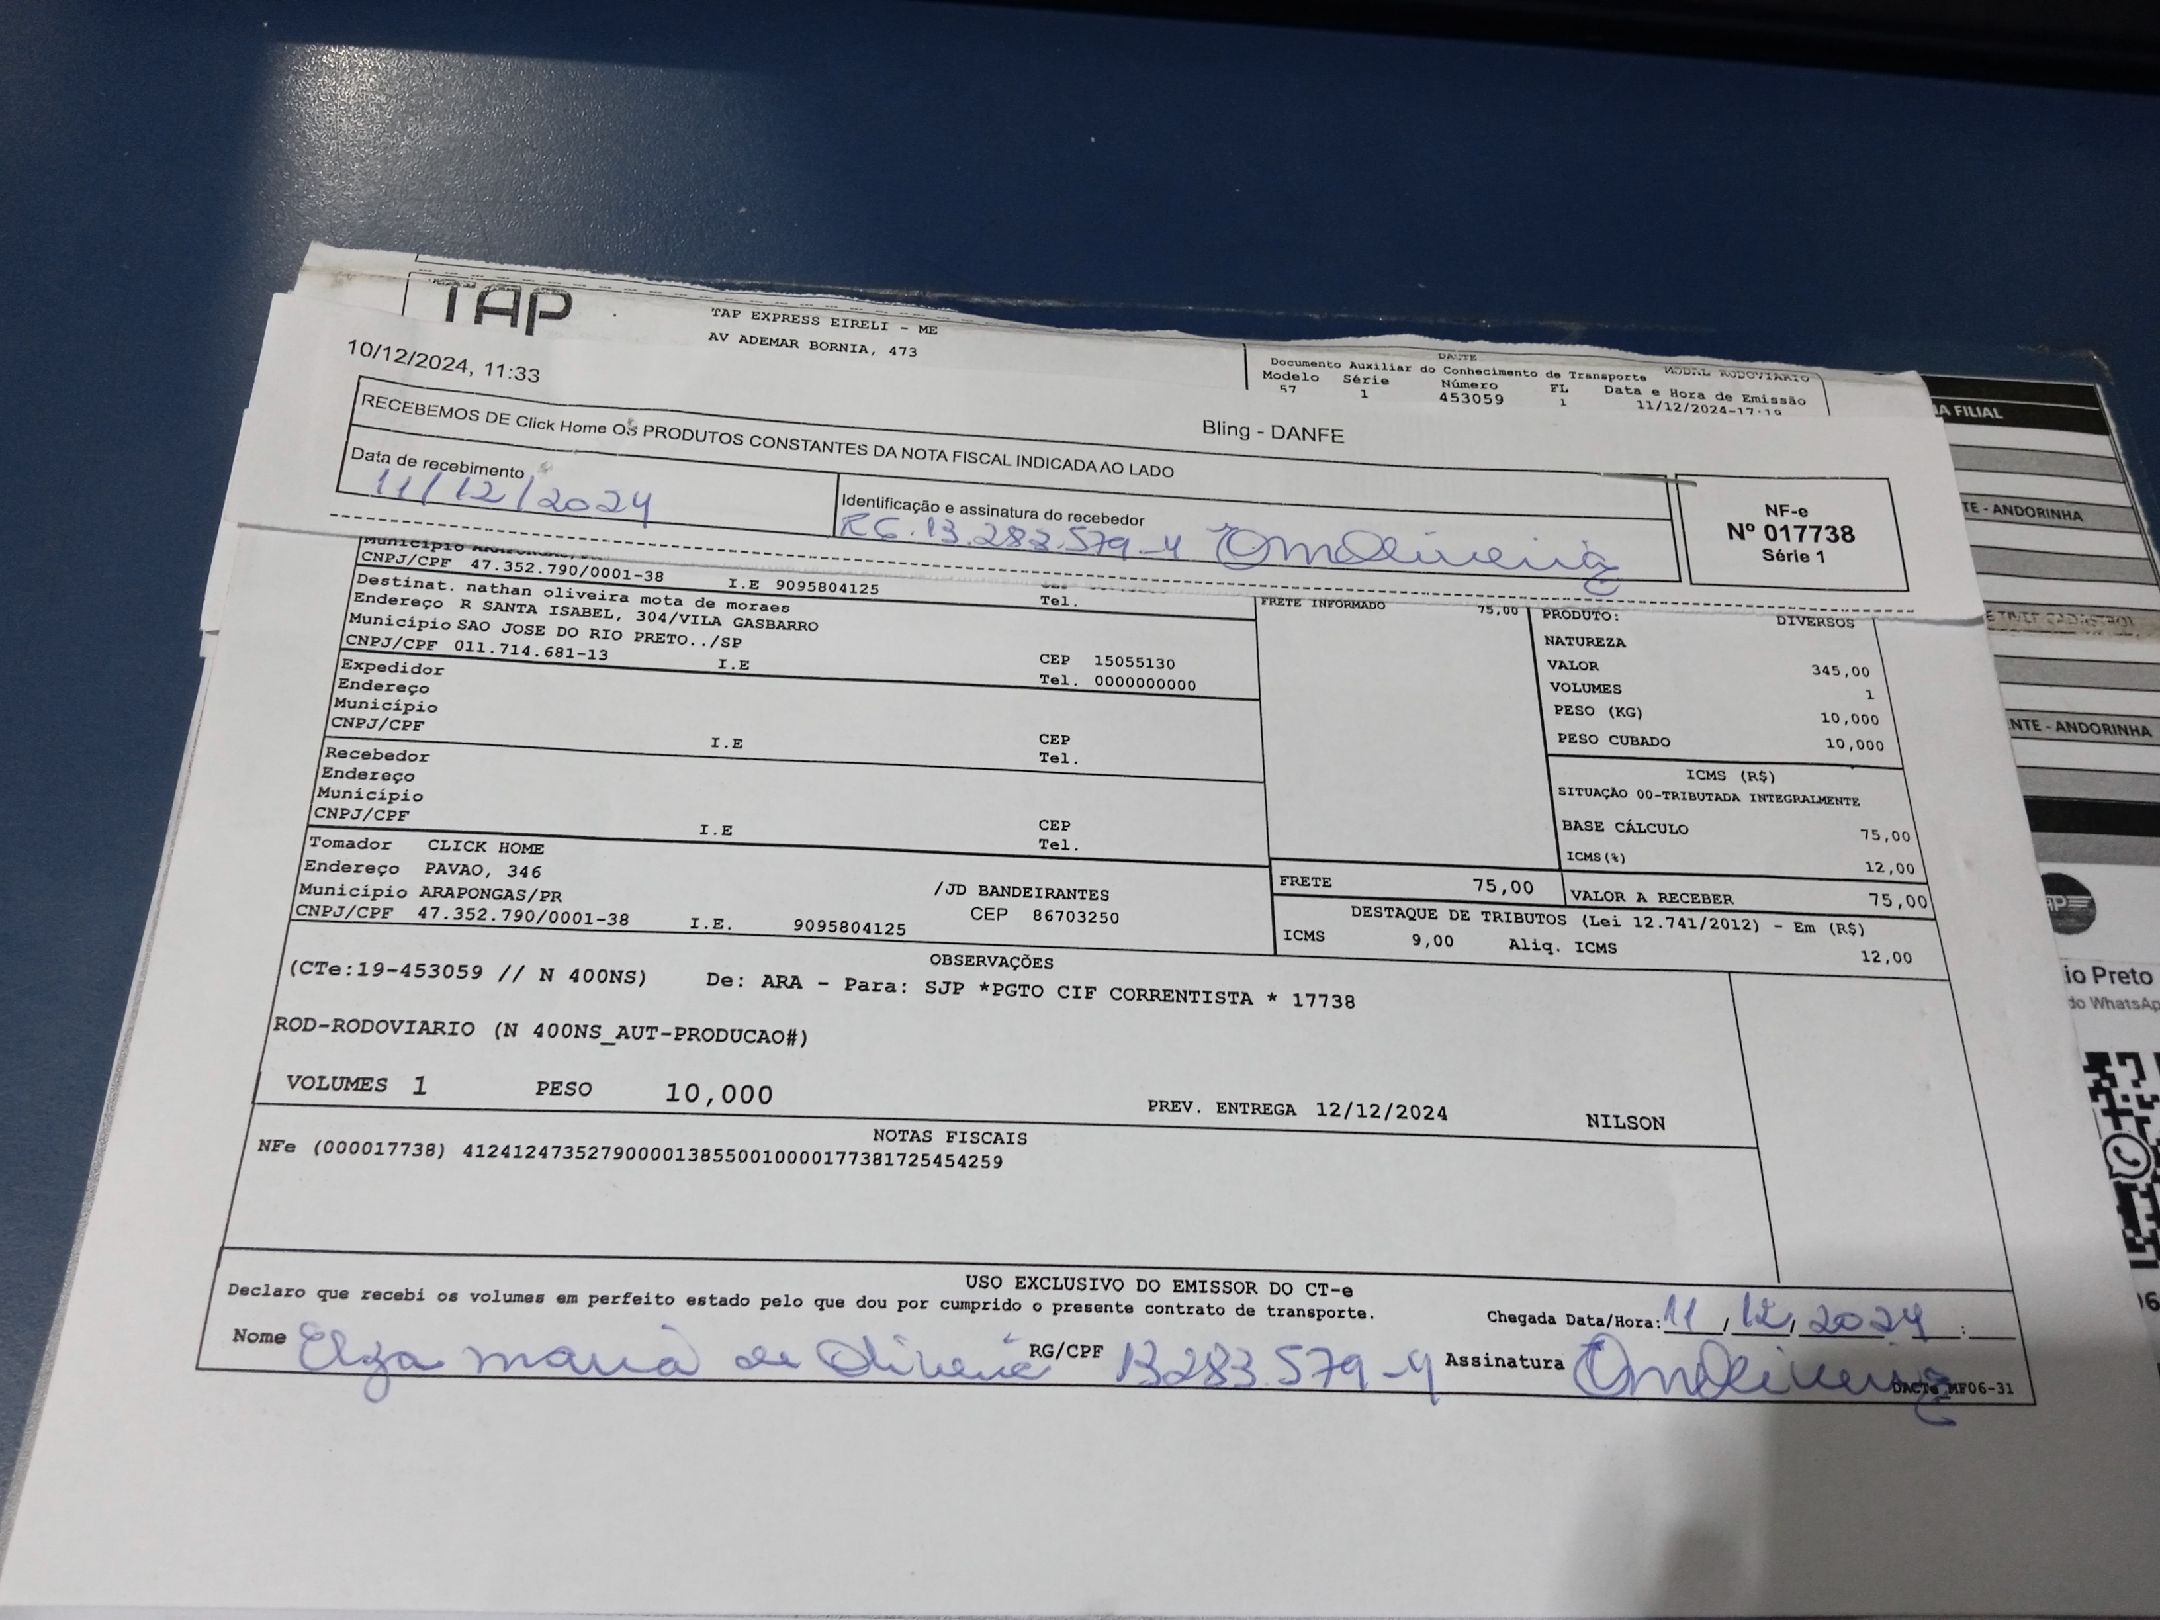 TAP
TAP EXPRESS EIRELI - ME
AV ADEMAR BORNIA, 473
DACTE
Documento Auxiliar do Conhecimento de Transporte MODAL RODOVIARIO
Modelo Série Número FL Data e Hora de Emissão
57 1 453059 1 11/12/2024-17:19
10/12/2024, 11:33
Bling - DANFE
RECEBEMOS DE Click Home OS PRODUTOS CONSTANTES DA NOTA FISCAL INDICADA AO LADO
Data de recebimento
11/12/2024
Identificação e assinatura do recebedor
RG.13.283.579-4 EMOliveira
NF-e
Nº 017738
Série 1
Município
CNPJ/CPF 47.352.790/0001-38 I.E 9095804125 Tel.
Destinat. nathan oliveira mota de moraes
Endereço R SANTA ISABEL, 304/VILA GASBARRO
Município SAO JOSE DO RIO PRETO../SP CEP 15055130
CNPJ/CPF 011.714.681-13 I.E Tel. 0000000000
Expedidor
Endereço
Município CEP
CNPJ/CPF I.E Tel.
Recebedor
Endereço
Município CEP
CNPJ/CPF I.E Tel.
Tomador CLICK HOME
Endereço PAVAO, 346 /JD BANDEIRANTES
Município ARAPONGAS/PR CEP 86703250
CNPJ/CPF 47.352.790/0001-38 I.E. 9095804125
FRETE INFORMADO 75,00
PRODUTO: DIVERSOS
NATUREZA
VALOR 345,00
VOLUMES 1
PESO (KG) 10,000
PESO CUBADO 10,000
ICMS (R$)
SITUAÇÃO 00-TRIBUTADA INTEGRALMENTE
BASE CÁLCULO 75,00
ICMS(%) 12,00
FRETE 75,00 VALOR A RECEBER 75,00
DESTAQUE DE TRIBUTOS (Lei 12.741/2012) - Em (R$)
ICMS 9,00 Aliq. ICMS 12,00
OBSERVAÇÕES
(CTe:19-453059 // N 400NS) De: ARA - Para: SJP *PGTO CIF CORRENTISTA * 17738
ROD-RODOVIARIO (N 400NS_AUT-PRODUCAO#)
VOLUMES 1 PESO 10,000 PREV. ENTREGA 12/12/2024 NILSON
NOTAS FISCAIS
NFe (000017738) 41241247352790000138550010000177381725454259
USO EXCLUSIVO DO EMISSOR DO CT-e
Declaro que recebi os volumes em perfeito estado pelo que dou por cumprido o presente contrato de transporte.
Chegada Data/Hora: 11/12/2024 :
Nome Elza maria de Oliveira RG/CPF 13283.579-4 Assinatura EMOliveira
DACTe_MF06-31
A FILIAL
TE - ANDORINHA
NTE - ANDORINHA
io Preto
do WhatsAp